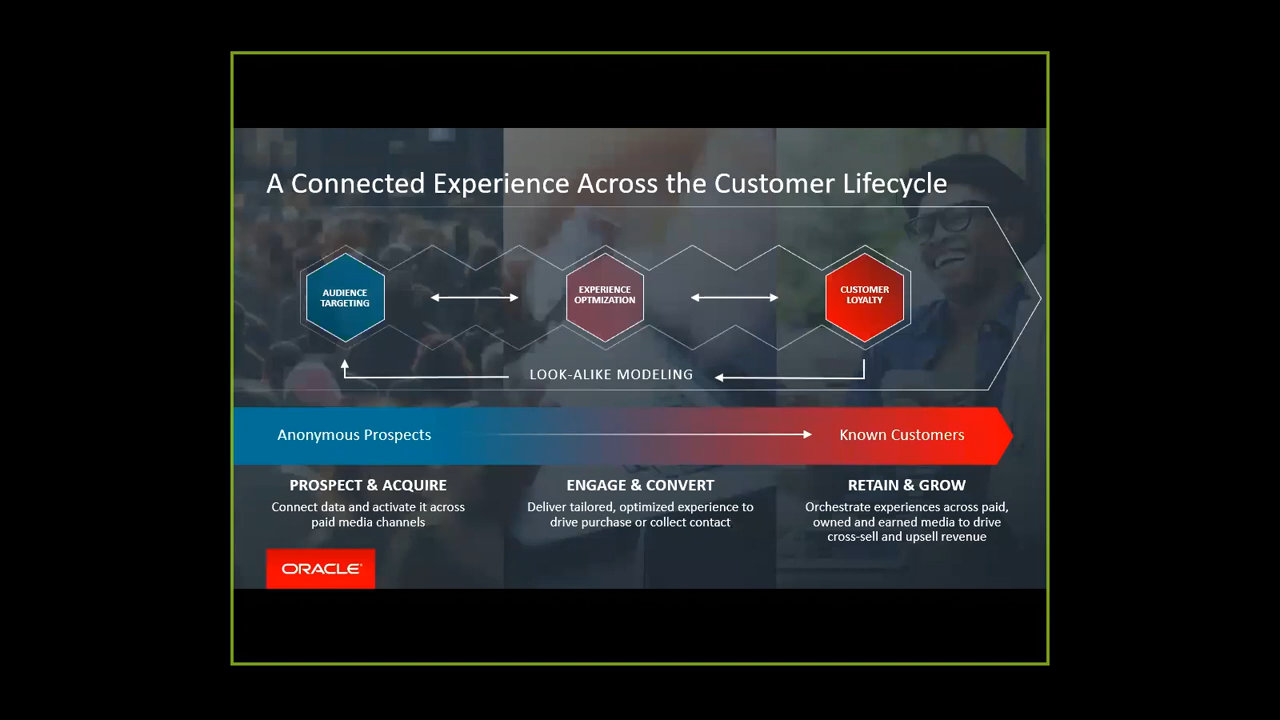 A Connected Experience Across the Customer Lifecycle
AUDIENCE
TARGETING
EXPERIENCE
OPTMIZATION
CUSTOMER
LOYALTY
LOOK-ALIKE MODELING
Anonymous Prospects
Known Customers
PROSPECT & ACQUIRE
Connect data and activate it across
paid media channels
ENGAGE & CONVERT
Deliver tailored, optimized experience to
drive purchase or collect contact
RETAIN & GROW
Orchestrate experiences across paid,
owned and earned media to drive
cross-sell and upsell revenue
ORACLE